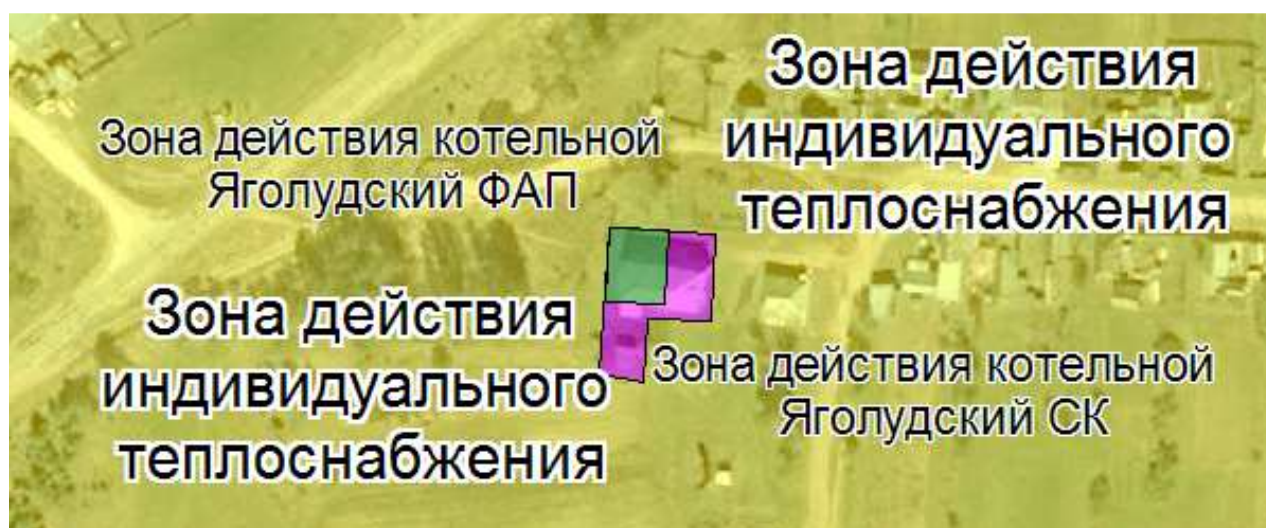 Зона действия
индивидуального
теплоснабжения
Зона действия котельной
Яголудский ФАП
Зона действия
индивидуального
теплоснабжения
Зона действия котельной
Яголудский СК